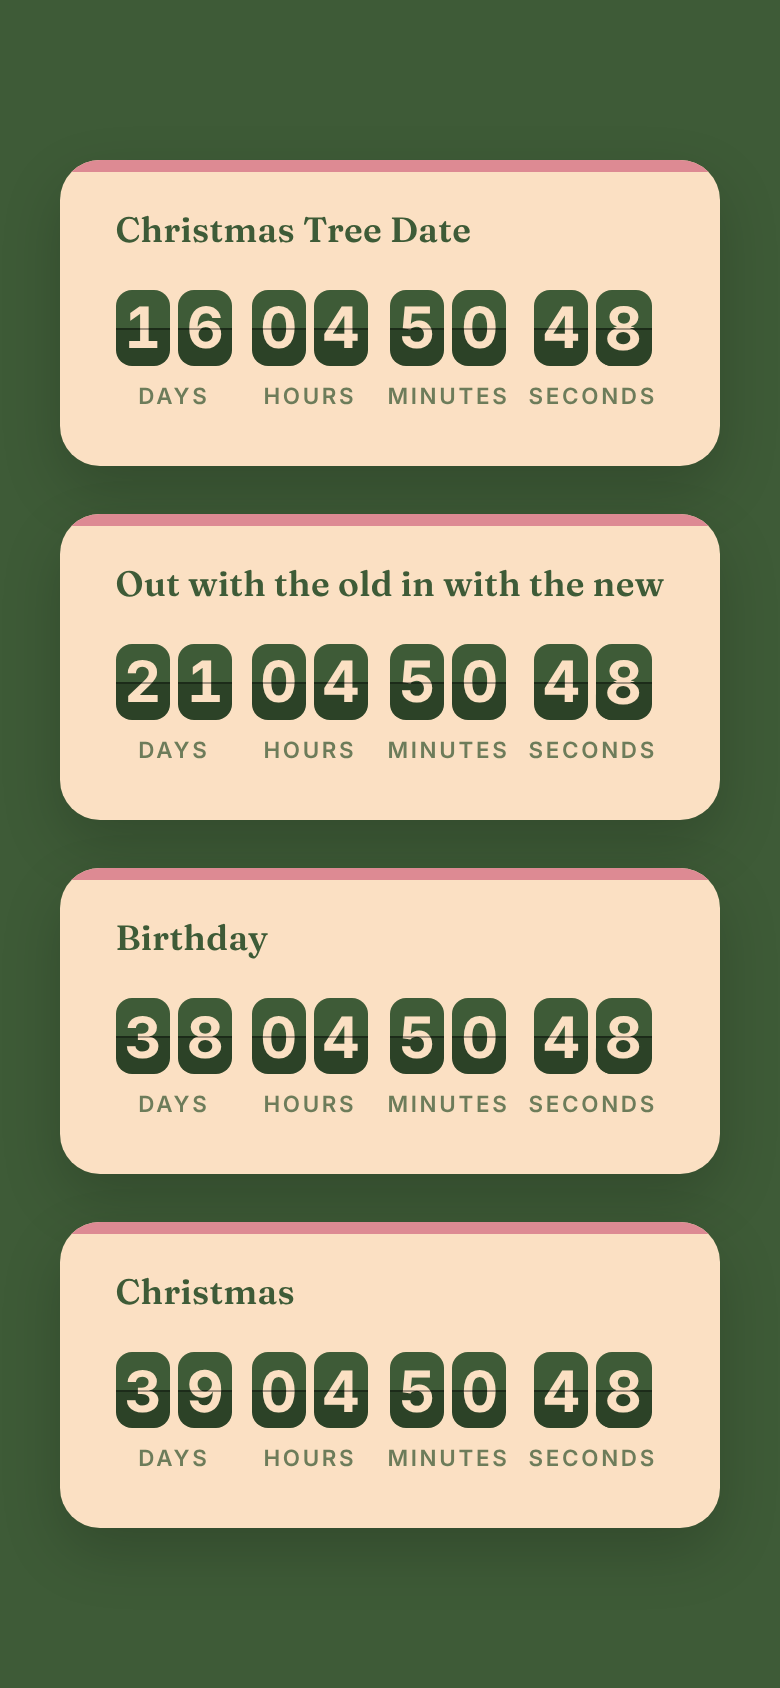 Christmas Tree Date
16 04 50 48
DAYS HOURS MINUTES SECONDS
Out with the old in with the new
21 04 50 48
DAYS HOURS MINUTES SECONDS
Birthday
38 04 50 48
DAYS HOURS MINUTES SECONDS
Christmas
39 04 50 48
DAYS HOURS MINUTES SECONDS